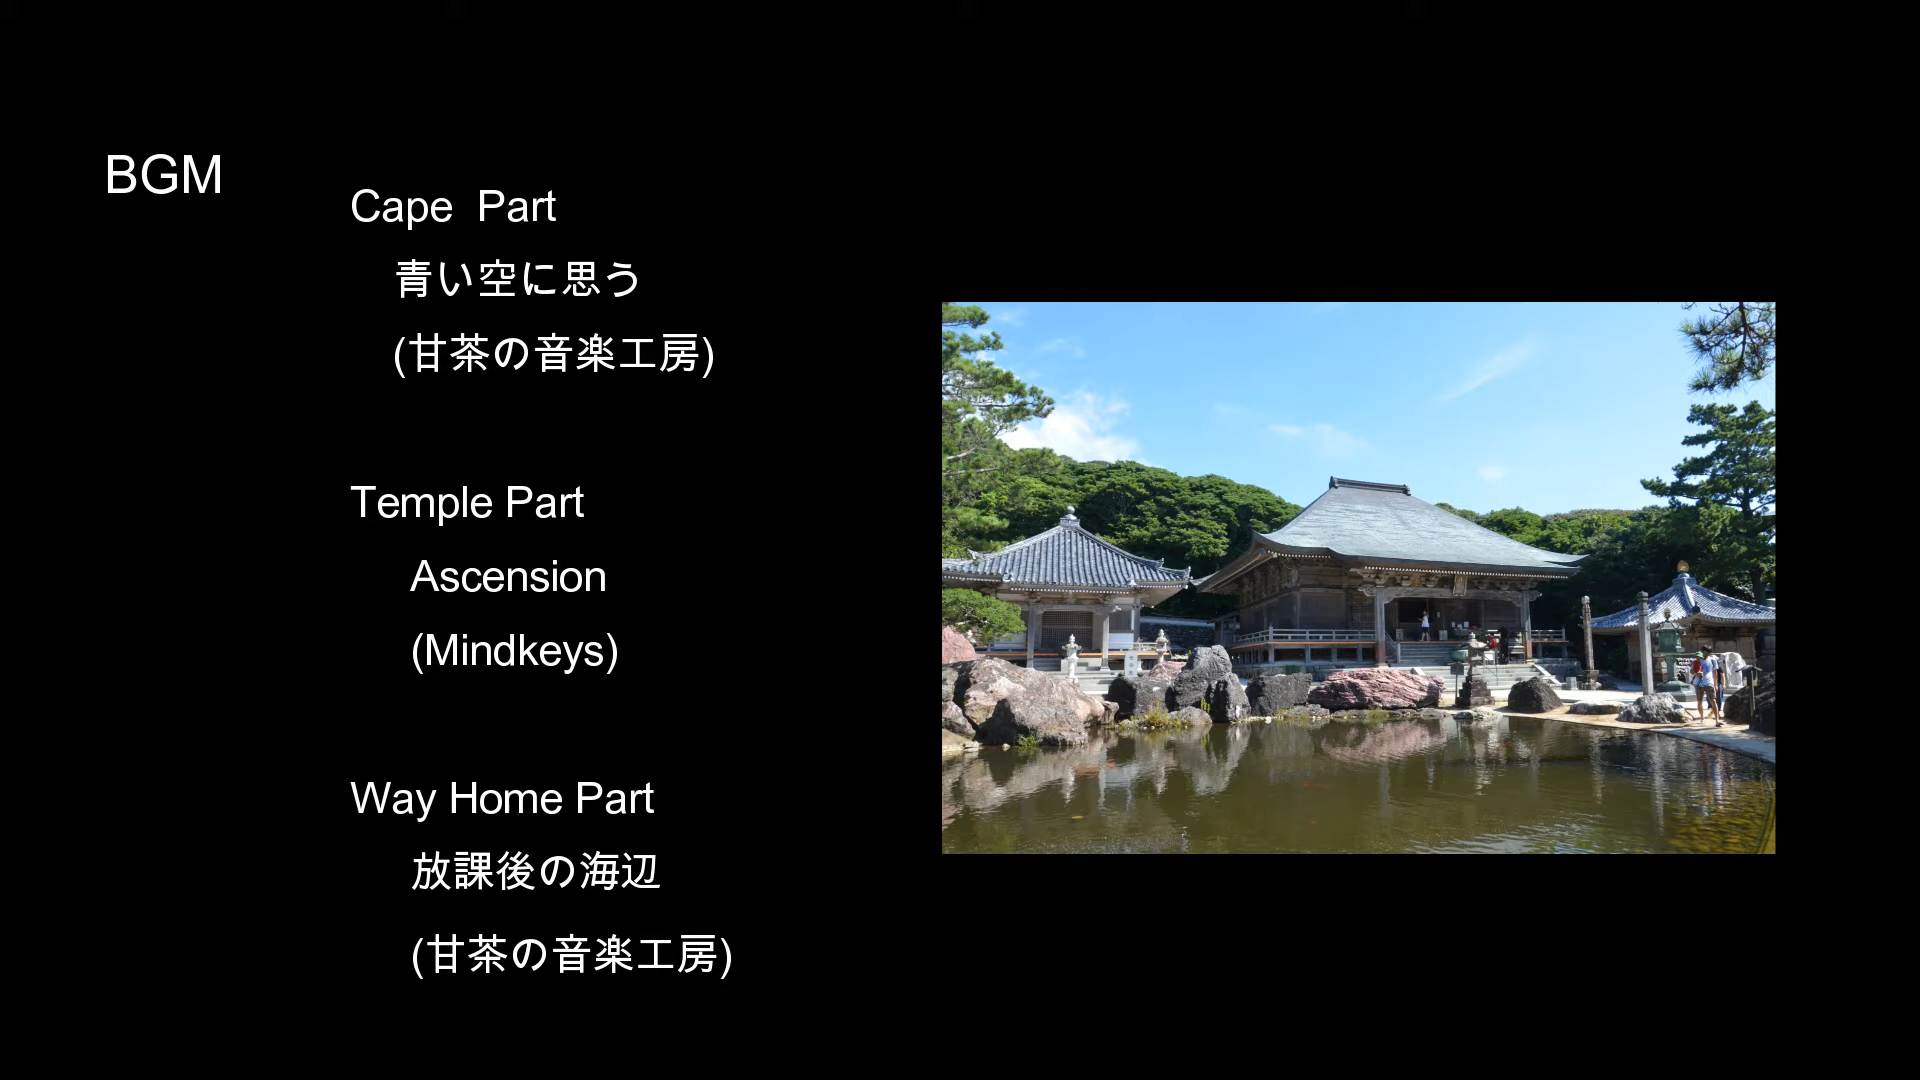 BGM
Cape Part
青い空に思う
(甘茶の音楽工房)
Temple Part
Ascension
(Mindkeys)
Way Home Part
放課後の海辺
(甘茶の音楽工房)